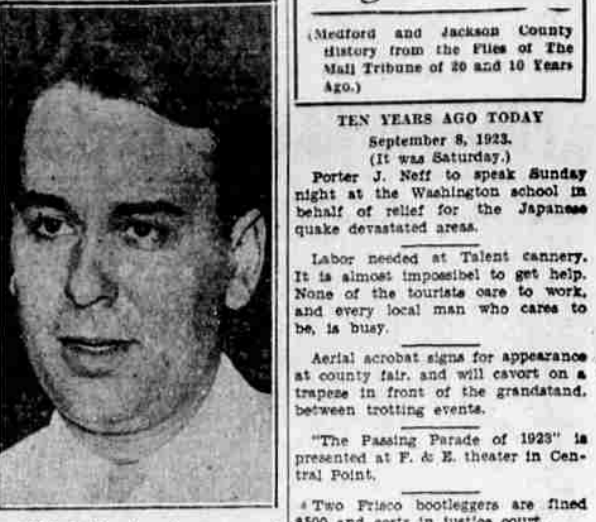 (Medford and Jackson County
History from the Files of The
Mail Tribune of 20 and 10 Years
Ago.)
TEN YEARS AGO TODAY
September 8, 1923.
(It was Saturday.)
Porter J. Neff to speak Sunday
night at the Washington school in
behalf of relief for the Japanese
quake devastated areas.
Labor needed at Talent cannery.
It is almost impossibel to get help.
None of the tourists care to work,
and every local man who cares to
be, is busy.
Aerial acrobat signs for appearance
at county fair, and will cavort on a
trapeze in front of the grandstand,
between trotting events.
"The Passing Parade of 1923" is
presented at F. & E. theater in Cen-
tral Point.
Two Frisco bootleggers are fined
$500 and costs in justice court